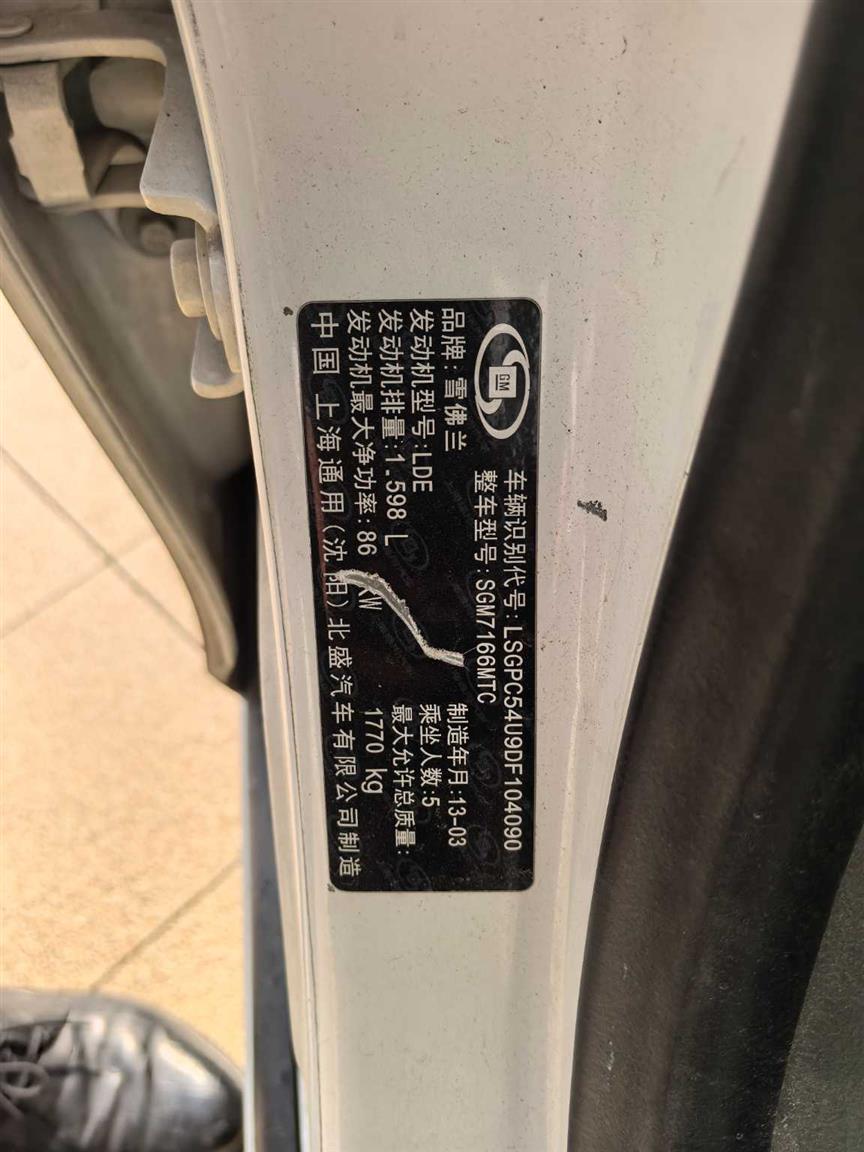 GM
车辆识别代号:LSGPC54U9DF104090
整车型号:SGM7166MTC
品牌:雪佛兰 制造年月:13-03
发动机型号:LDE 乘坐人数:5
发动机排量:1.598 L 最大允许总质量:
发动机最大净功率:86 KW 1770 kg
中国 上海通用(沈阳)北盛汽车有限公司制造